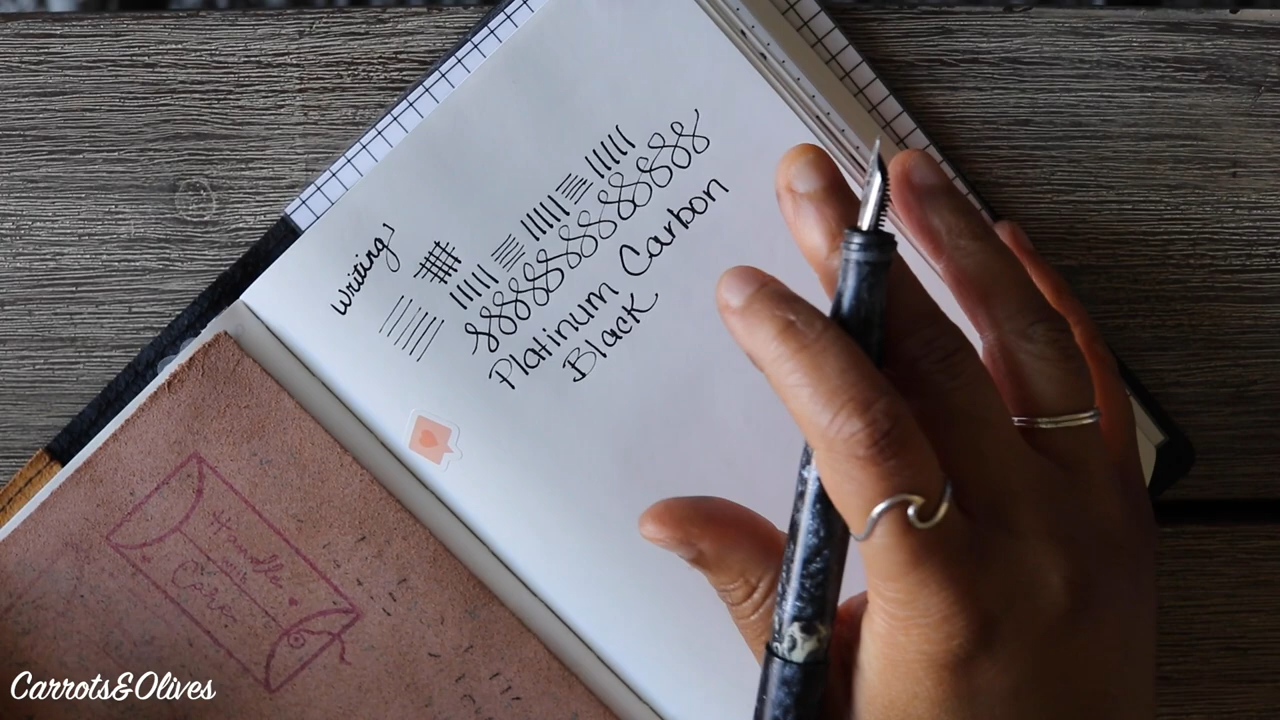 writing
Platinum Carbon
Black
Handle
with
Care
Carrots&Olives